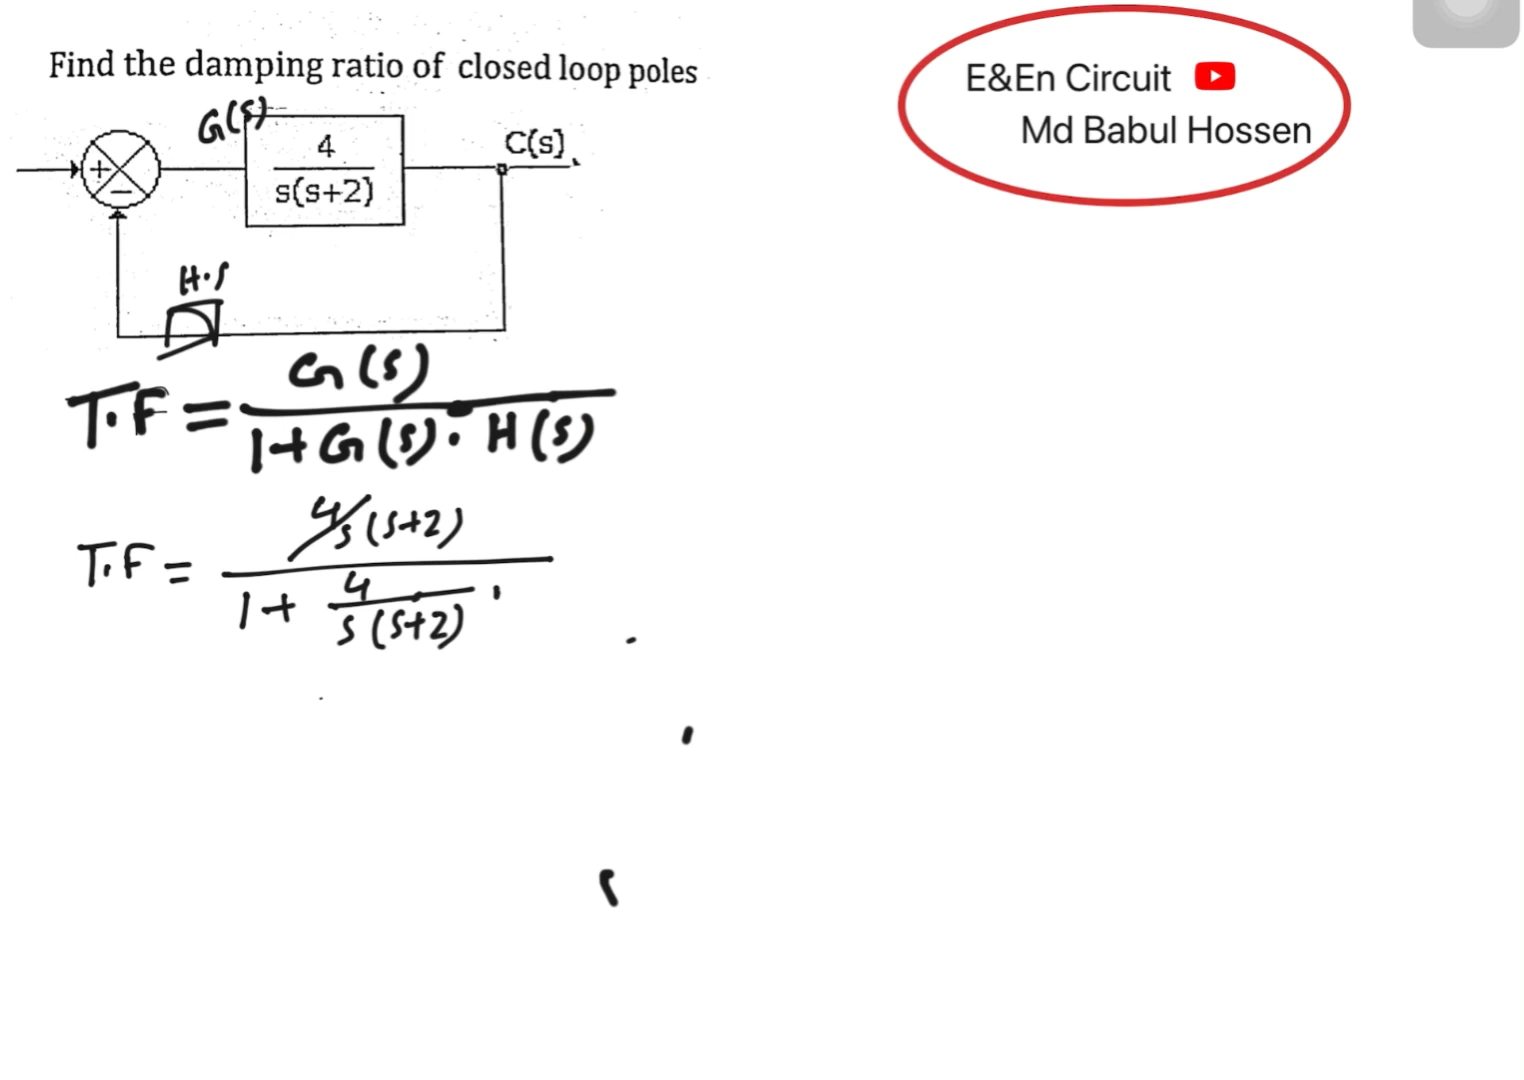 Find the damping ratio of closed loop poles
E&En Circuit
Md Babul Hossen
G(s)
4
s(s+2)
C(s)
+
−
H.S
T.F = G(s)
1+G(s). H(s)
T.F = 4/s(s+2)
1+ 4
s(s+2)